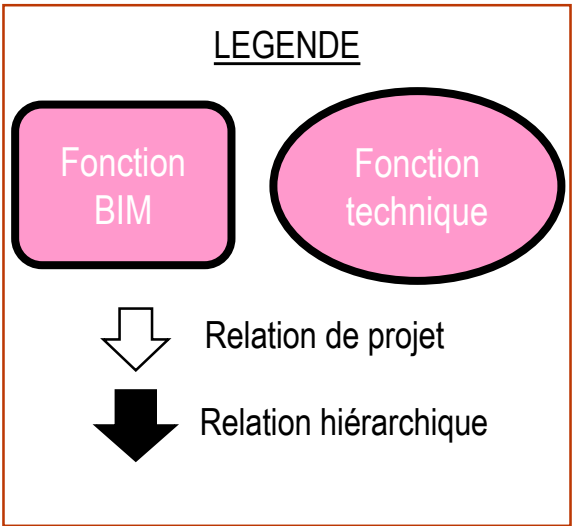 LEGENDE
Fonction
BIM
Fonction
technique
Relation de projet
Relation hiérarchique